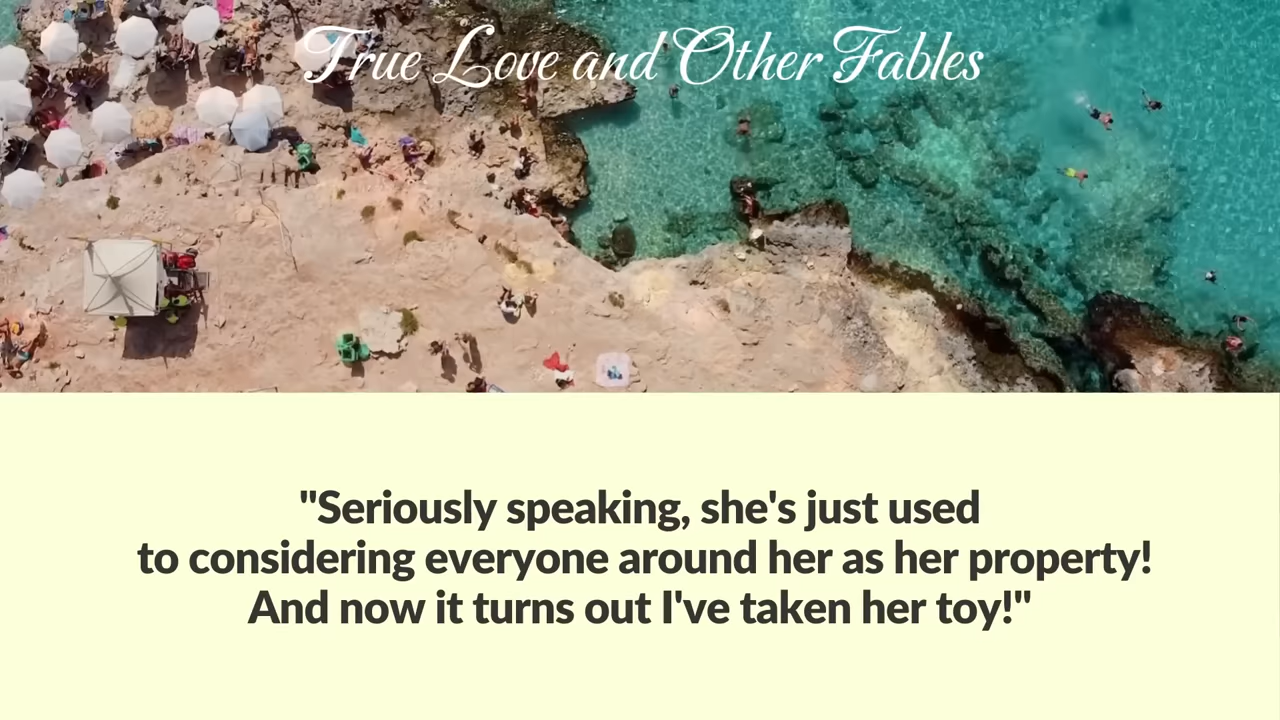 True Love and Other Fables
"Seriously speaking, she's just used
to considering everyone around her as her property!
And now it turns out I've taken her toy!"